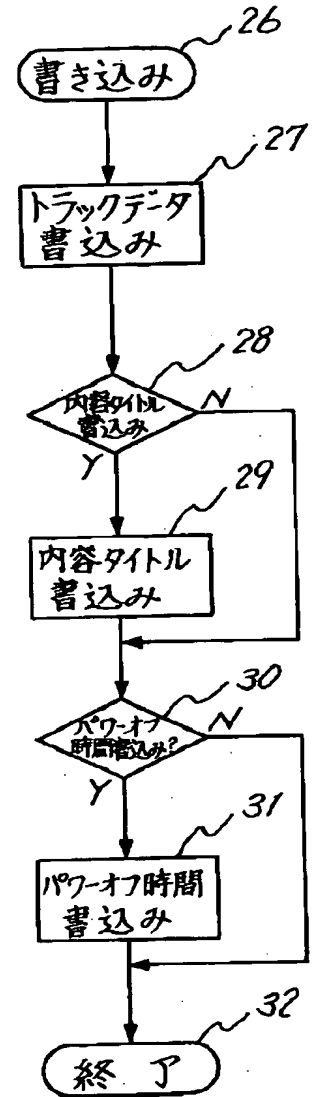 26
書き込み
27
トラックデータ
書込み
28
内容タイトル
書込み
N
Y
29
内容タイトル
書込み
30
パワーオフ
時間書込み?
N
Y
31
パワーオフ時間
書込み
32
終了